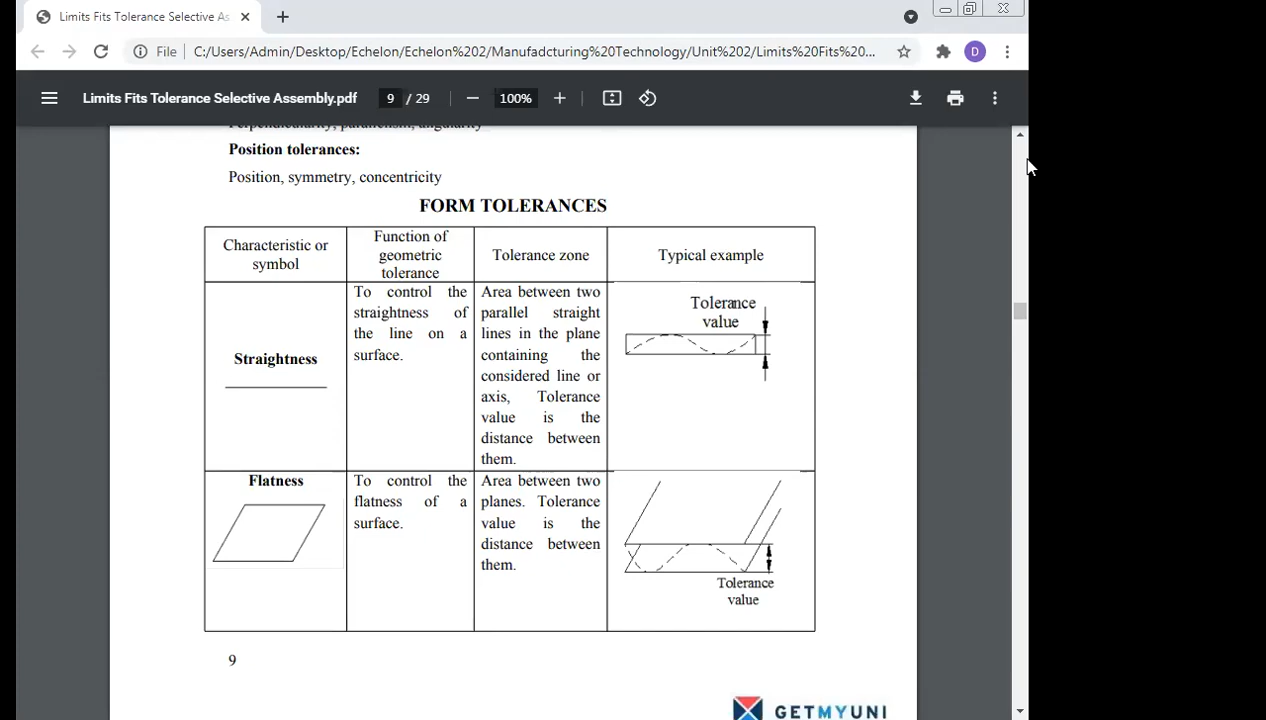 Limits Fits Tolerance Selective As
File C:/Users/Admin/Desktop/Echelon/Echelon%202/Manufadcturing%20Technology/Unit%202/Limits%20Fits%20...
D
Limits Fits Tolerance Selective Assembly.pdf 9 / 29 100%
Perpendicularity, parallelism, angularity
Position tolerances:
Position, symmetry, concentricity
FORM TOLERANCES
Characteristic or
symbol
Function of
geometric
tolerance
Tolerance zone
Typical example
Straightness
To control the
straightness of
the line on a
surface.
Area between two
parallel straight
lines in the plane
containing the
considered line or
axis, Tolerance
value is the
distance between
them.
Tolerance
value
Flatness
To control the
flatness of a
surface.
Area between two
planes. Tolerance
value is the
distance between
them.
Tolerance
value
9
GETMYUNI